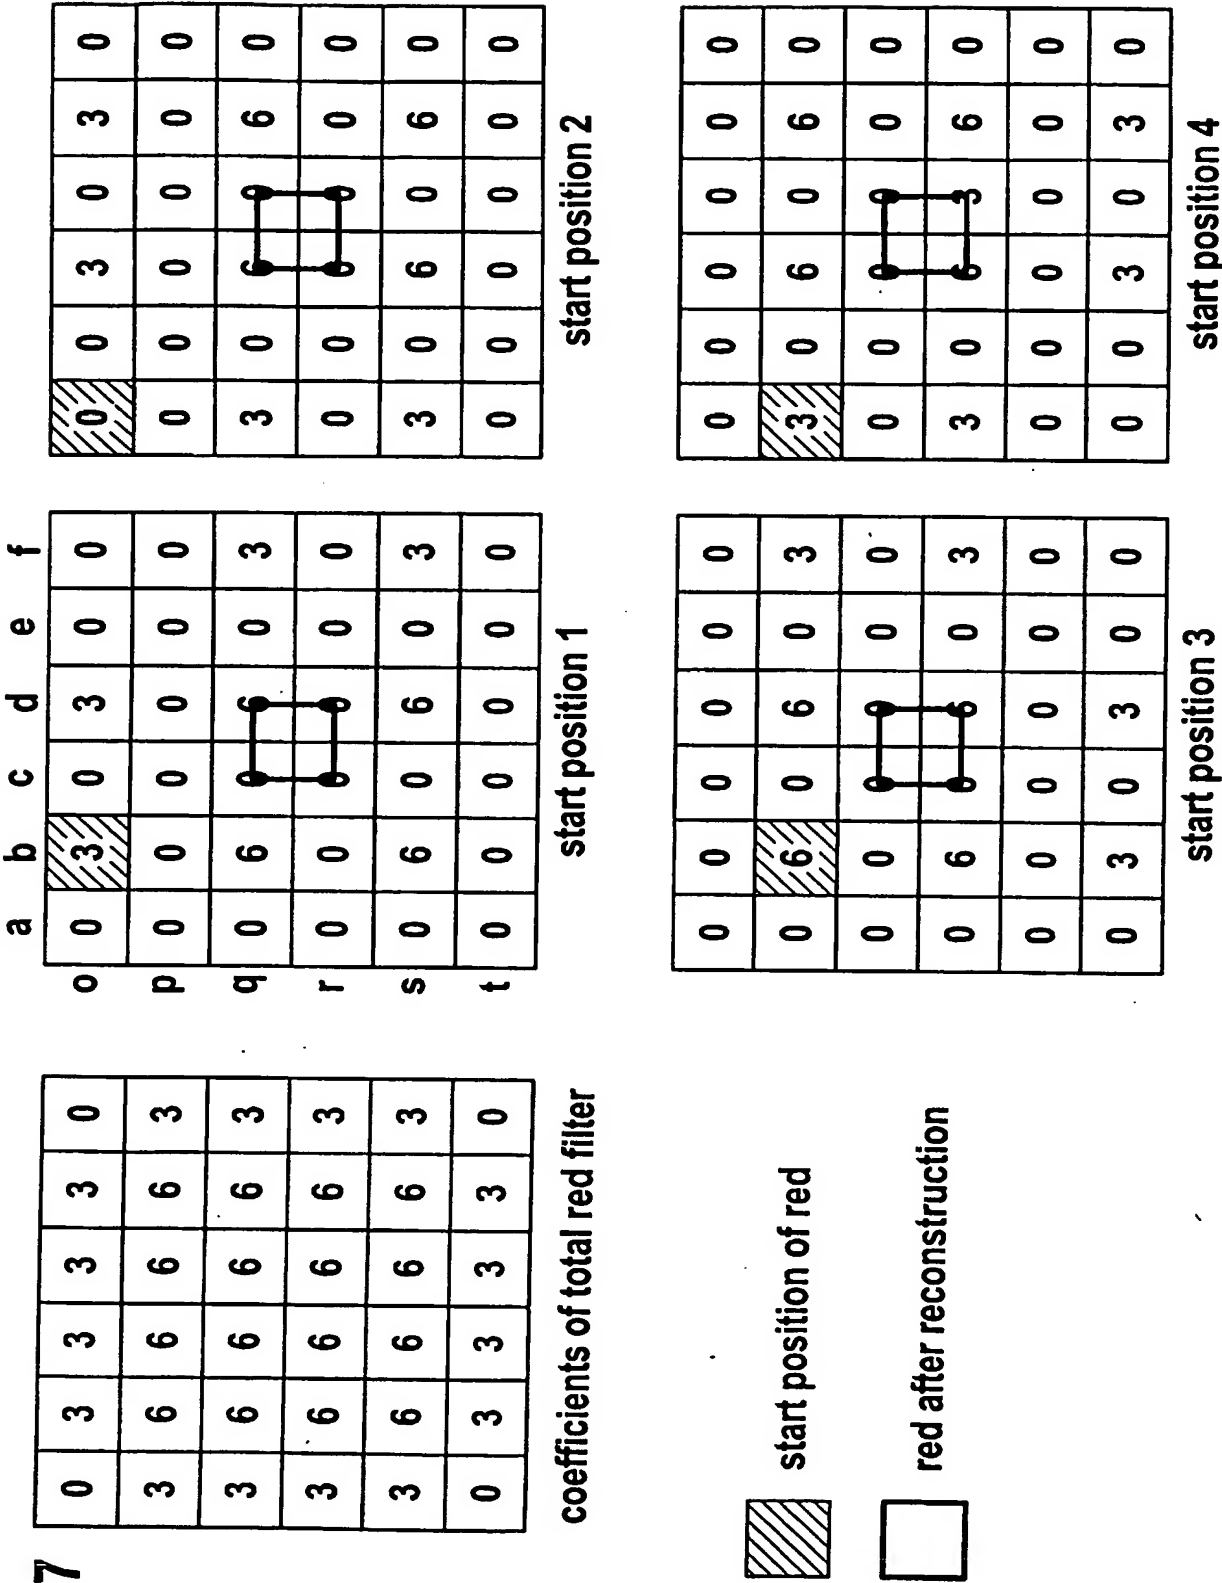 7
0 3 3 3 3 0
3 6 6 6 6 3
3 6 6 6 6 3
3 6 6 6 6 3
3 6 6 6 6 3
0 3 3 3 3 0
coefficients of total red filter
a b c d e f
o 0 3 0 3 0 0
p 0 0 0 0 0 0
q 0 6 0 6 0 3
r 0 0 0 0 0 0
s 0 6 0 6 0 3
t 0 0 0 0 0 0
start position 1
0 0 3 0 3 0
0 0 0 0 0 0
3 0 6 0 6 0
0 0 0 0 0 0
3 0 6 0 6 0
0 0 0 0 0 0
start position 2
start position of red
red after reconstruction
0 0 0 0 0 0
0 6 0 6 0 3
0 0 0 0 0 0
0 6 0 6 0 3
0 0 0 0 0 0
0 3 0 3 0 0
start position 3
0 0 0 0 0 0
3 0 6 0 6 0
0 0 0 0 0 0
3 0 6 6 0
0 0 0 0 0 0
0 0 3 0 3 0
start position 4